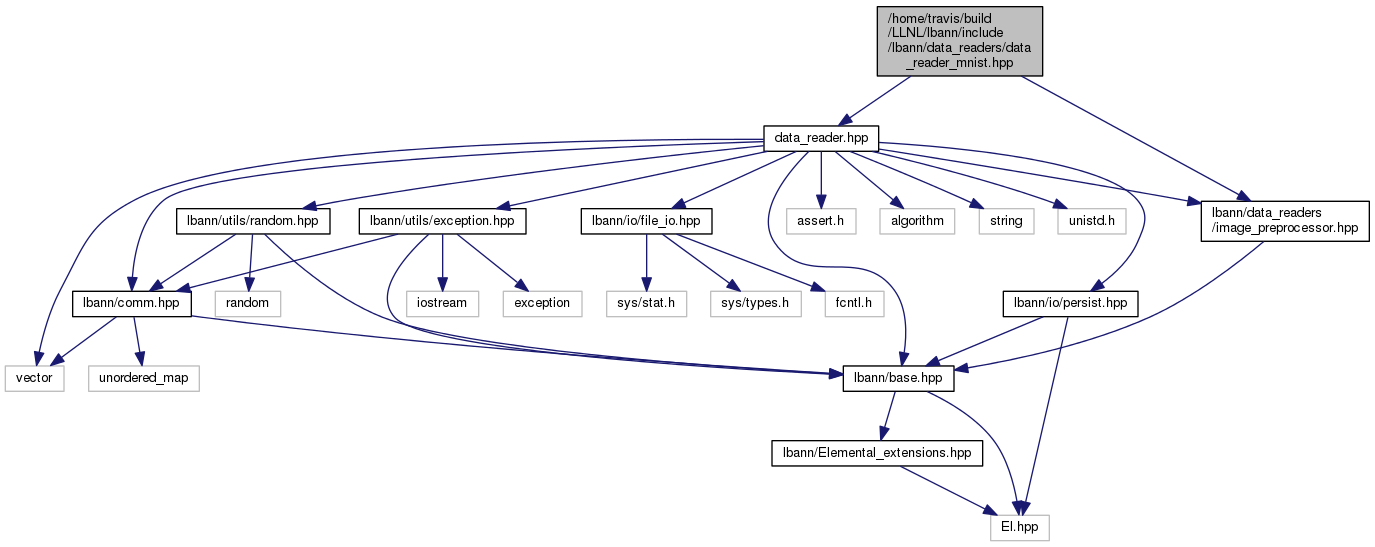 /home/travis/build
/LLNL/lbann/include
/lbann/data_readers/data
_reader_mnist.hpp
data_reader.hpp
lbann/utils/random.hpp
lbann/utils/exception.hpp
lbann/io/file_io.hpp
assert.h
algorithm
string
unistd.h
lbann/data_readers
/image_preprocessor.hpp
lbann/comm.hpp
random
iostream
exception
sys/stat.h
sys/types.h
fcntl.h
lbann/io/persist.hpp
vector
unordered_map
lbann/base.hpp
lbann/Elemental_extensions.hpp
El.hpp